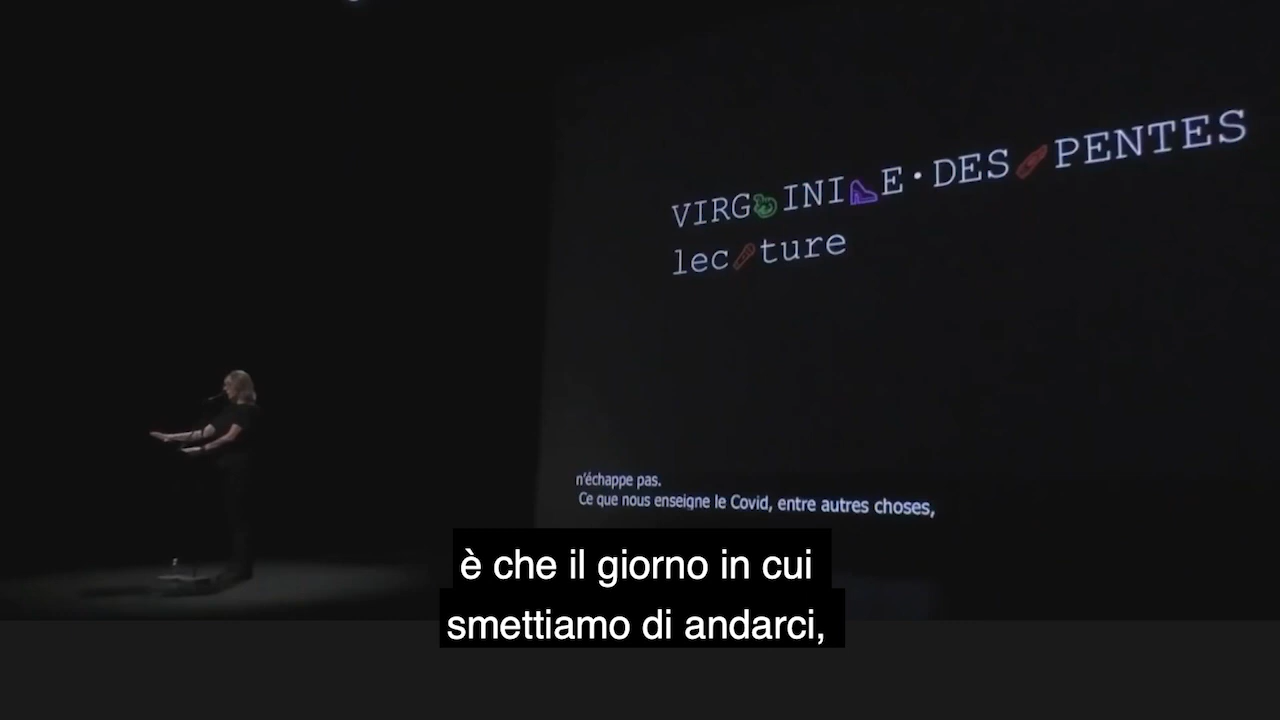 VIRGINIE·DESPENTES
lecture
n'échappe pas.
Ce que nous enseigne le Covid, entre autres choses,
è che il giorno in cui
smettiamo di andarci,